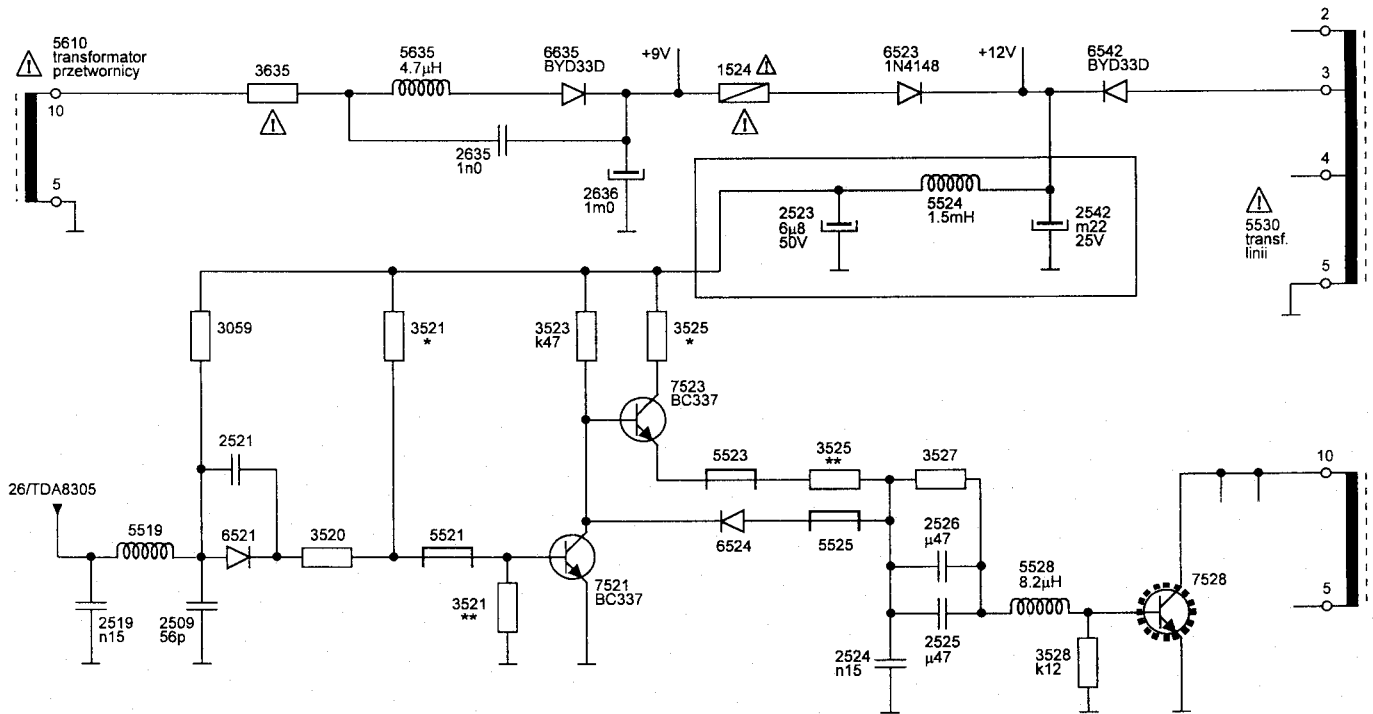 5610
transformator
przetwornicy
10
5
3635
5635
4.7µH
6635
BYD33D
+9V
1524
6523
1N4148
+12V
6542
BYD33D
2
3
4
5
2635
1n0
2636
1m0
2523
6µ8
50V
5524
1.5mH
2542
m22
25V
5530
transf.
linii
3059
3521
*
3523
k47
3525
*
7523
BC337
2521
26/TDA8305
5519
6521
3520
5521
5523
3525
**
3527
6524
5525
2526
µ47
2525
µ47
5528
8.2µH
7528
10
5
7521
BC337
3521
**
2519
n15
2509
56p
2524
n15
3528
k12